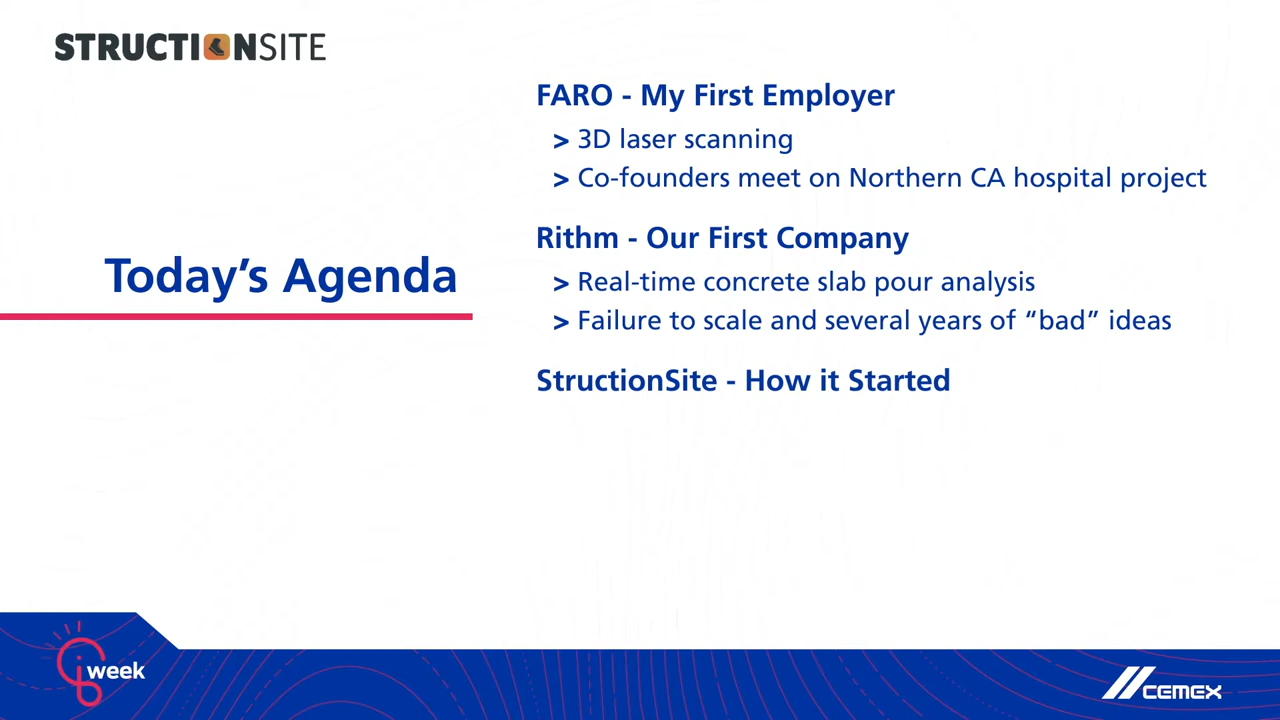 STRUCTIONSITE
Today’s Agenda
FARO - My First Employer
> 3D laser scanning
> Co-founders meet on Northern CA hospital project
Rithm - Our First Company
> Real-time concrete slab pour analysis
> Failure to scale and several years of “bad” ideas
StructionSite - How it Started
i week
CEMEX